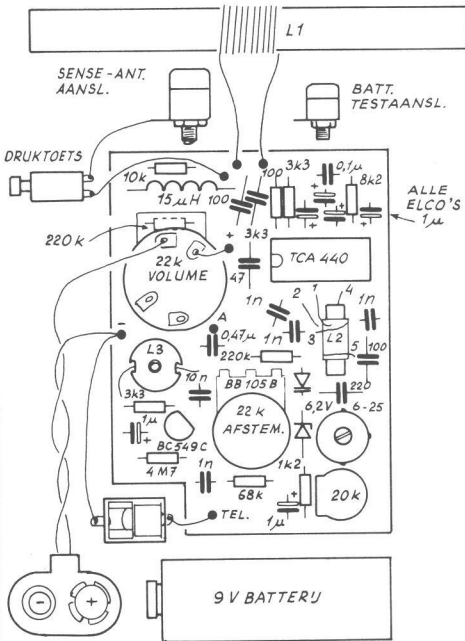 L1
SENSE-ANT.
AANSL.
BATT.
TESTAANSL.
DRUKTOETS
10k
15µH
100
100
3k3
0,1µ
8k2
ALLE
ELCO'S
1µ
220k
22k
VOLUME
+
3k3
47
TCA 440
1n
1n
2
1
4
3
L2
5
1n
100
-
A
0,47µ
220k
L3
10n
BB 105 B
22k
AFSTEM.
6,2V
220
6-25
3k3
1µ
+
BC549C
4M7
1n
68k
1k2
+
1µ
20k
TEL.
-
+
9V BATTERIJ